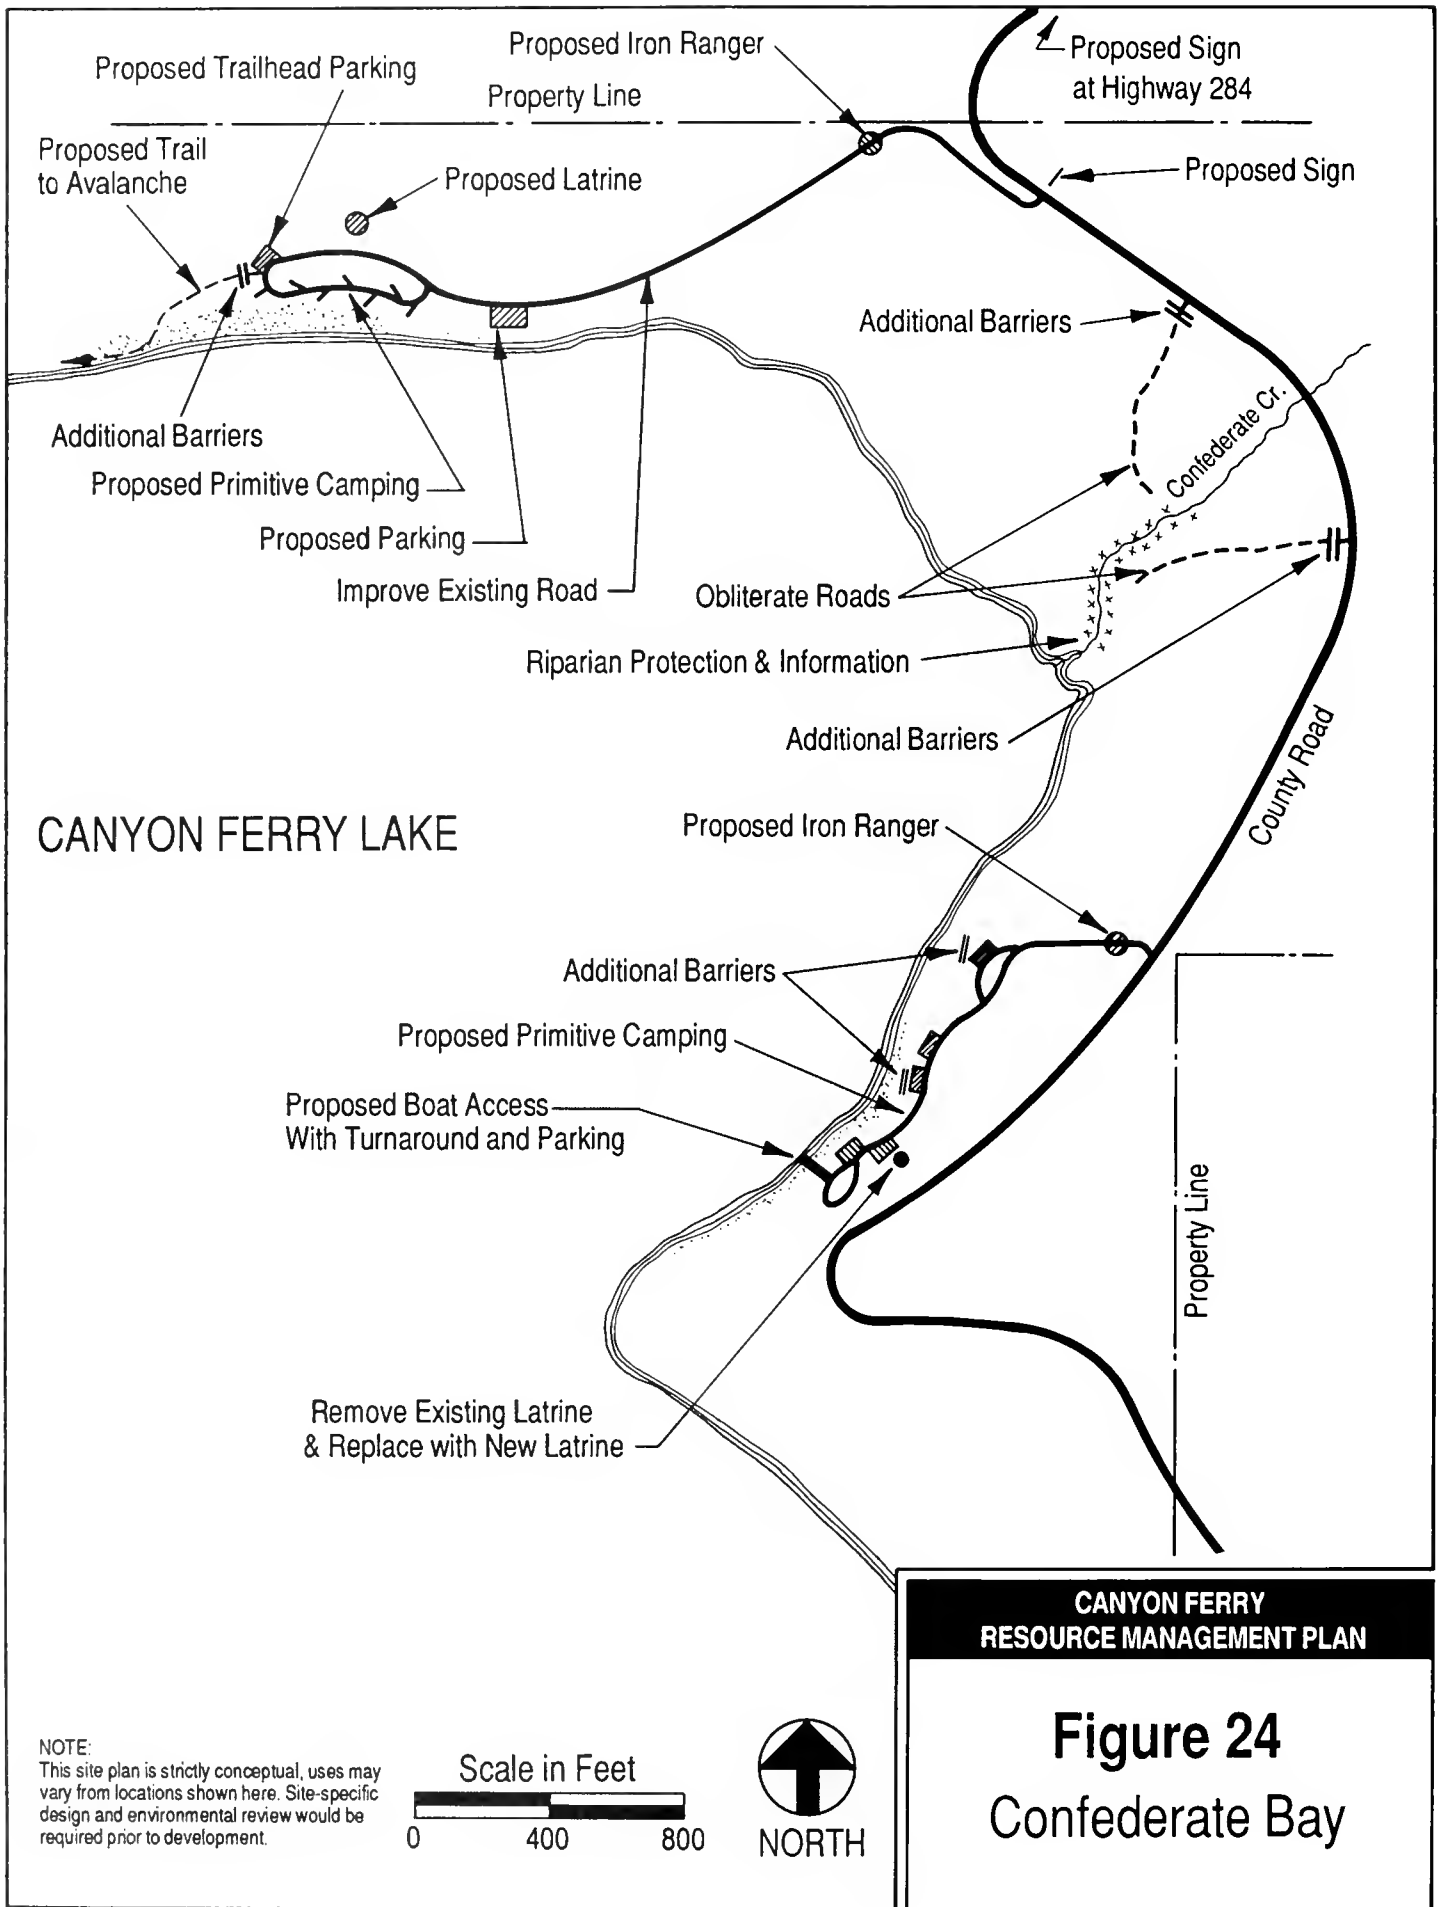 Proposed Iron Ranger
Proposed Sign
at Highway 284
Proposed Trailhead Parking
Property Line
Proposed Trail
to Avalanche
Proposed Latrine
Proposed Sign
Additional Barriers
Confederate Cr.
Additional Barriers
Proposed Primitive Camping
Proposed Parking
Improve Existing Road
Obliterate Roads
Riparian Protection & Information
Additional Barriers
County Road
CANYON FERRY LAKE
Proposed Iron Ranger
Additional Barriers
Proposed Primitive Camping
Proposed Boat Access
With Turnaround and Parking
Property Line
Remove Existing Latrine
& Replace with New Latrine
CANYON FERRY
RESOURCE MANAGEMENT PLAN
Figure 24
Confederate Bay
NOTE:
This site plan is strictly conceptual, uses may
vary from locations shown here. Site-specific
design and environmental review would be
required prior to development.
Scale in Feet
0 400 800
NORTH